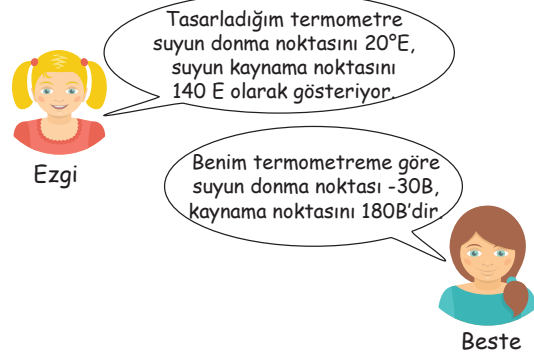 Tasarladığım termometre
suyun donma noktasını 20°E,
suyun kaynama noktasını
140 E olarak gösteriyor.
Ezgi
Benim termometreme göre
suyun donma noktası -30B,
kaynama noktasını 180B’dir.
Beste